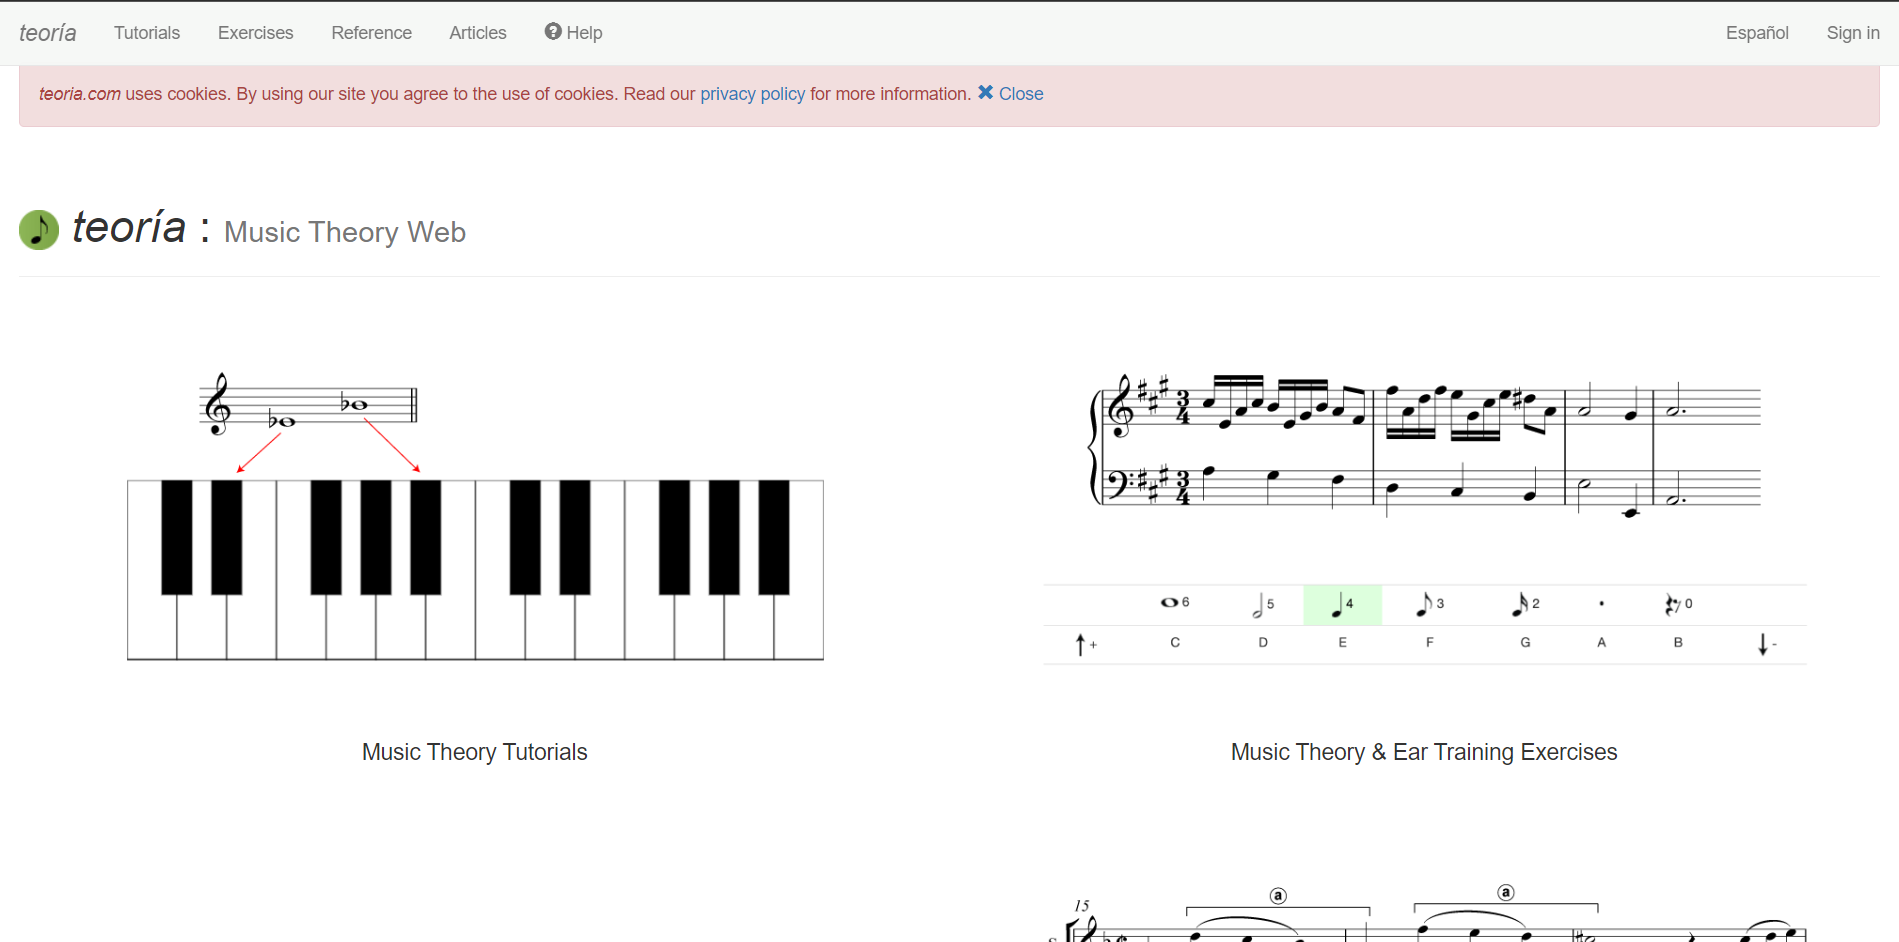 teoría Tutorials Exercises Reference Articles Help Español Sign in
teoria.com uses cookies. By using our site you agree to the use of cookies. Read our privacy policy for more information. Close
teoría : Music Theory Web
3 3
4 4
6 5 4 3 2 0
+ C D E F G A B -
Music Theory Tutorials
Music Theory & Ear Training Exercises
a a
15